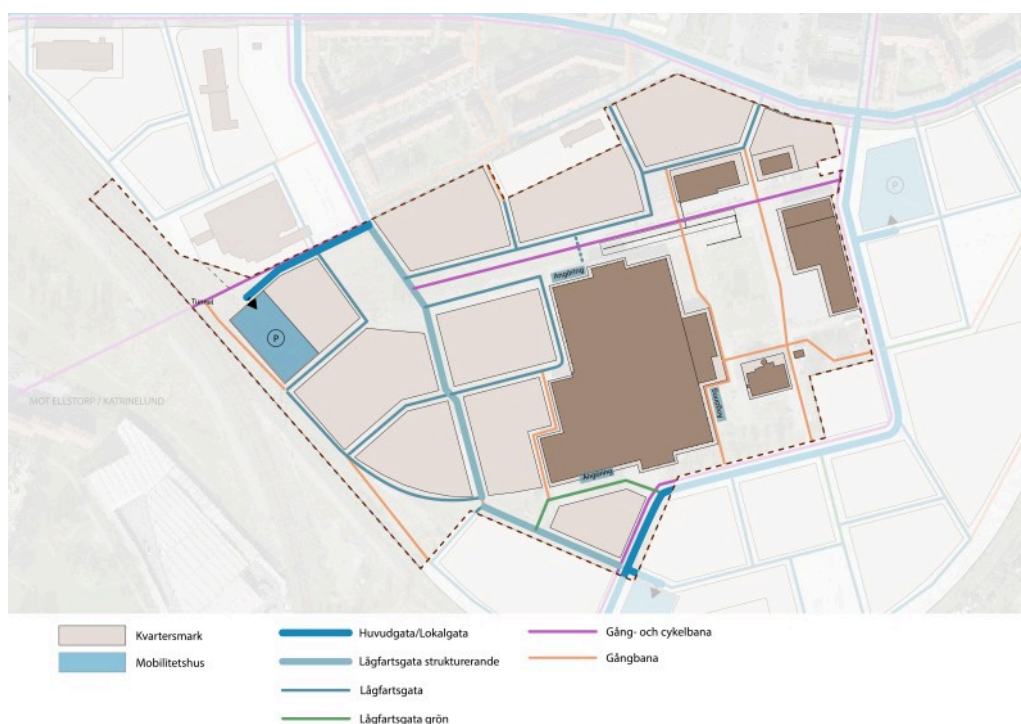 P
Angöring
Tunnel
P
MOT ELLSTORP / KATRINELUND
Angöring
Angöring
Kvartersmark
Mobilitetshus
Huvudgata/Lokalgata
Lågfartsgata strukturerande
Lågfartsgata
Lågfartsgata grön
Gång- och cykelbana
Gångbana